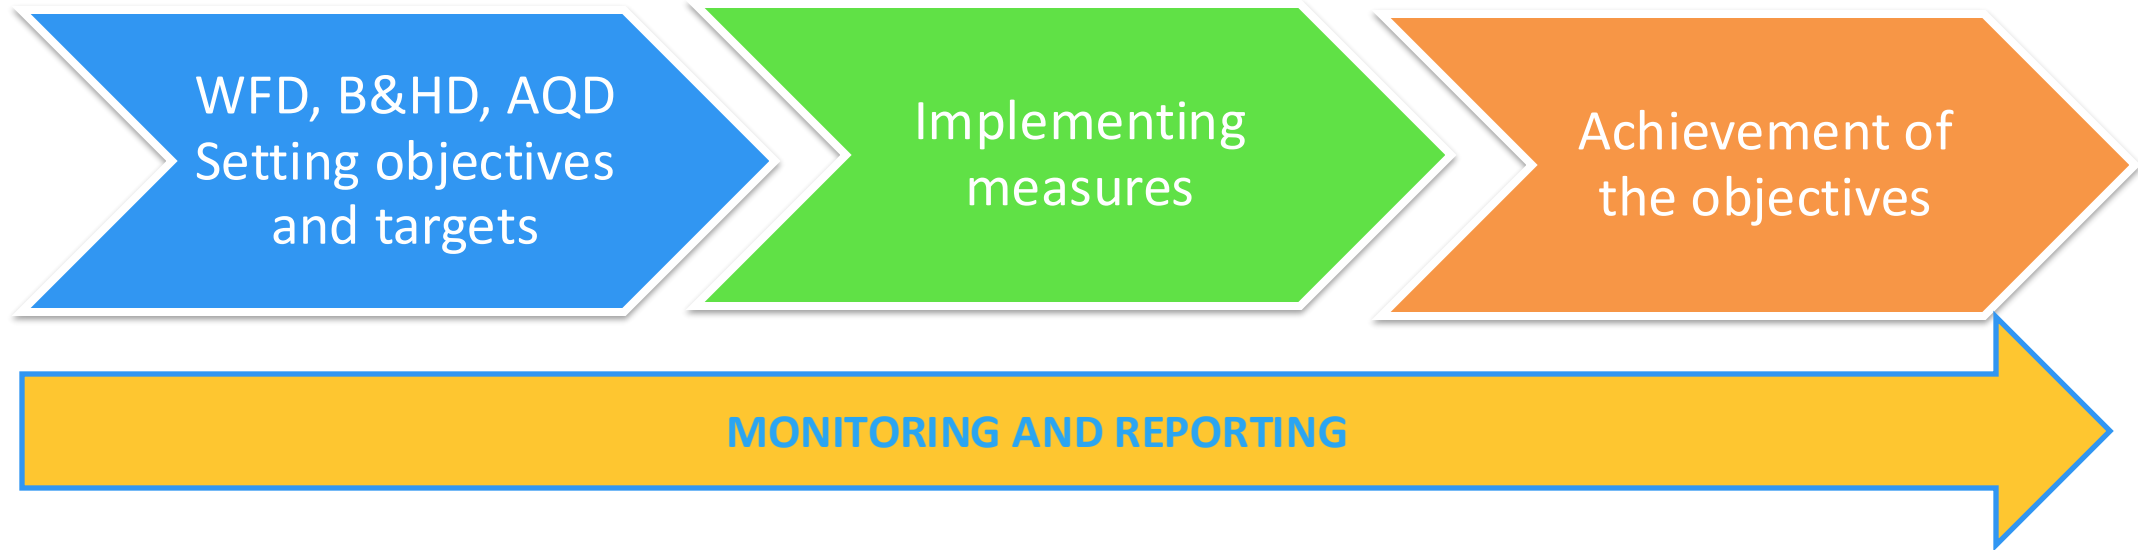 WFD, B&HD, AQD
Setting objectives
and targets
Implementing
measures
Achievement of
the objectives
MONITORING AND REPORTING